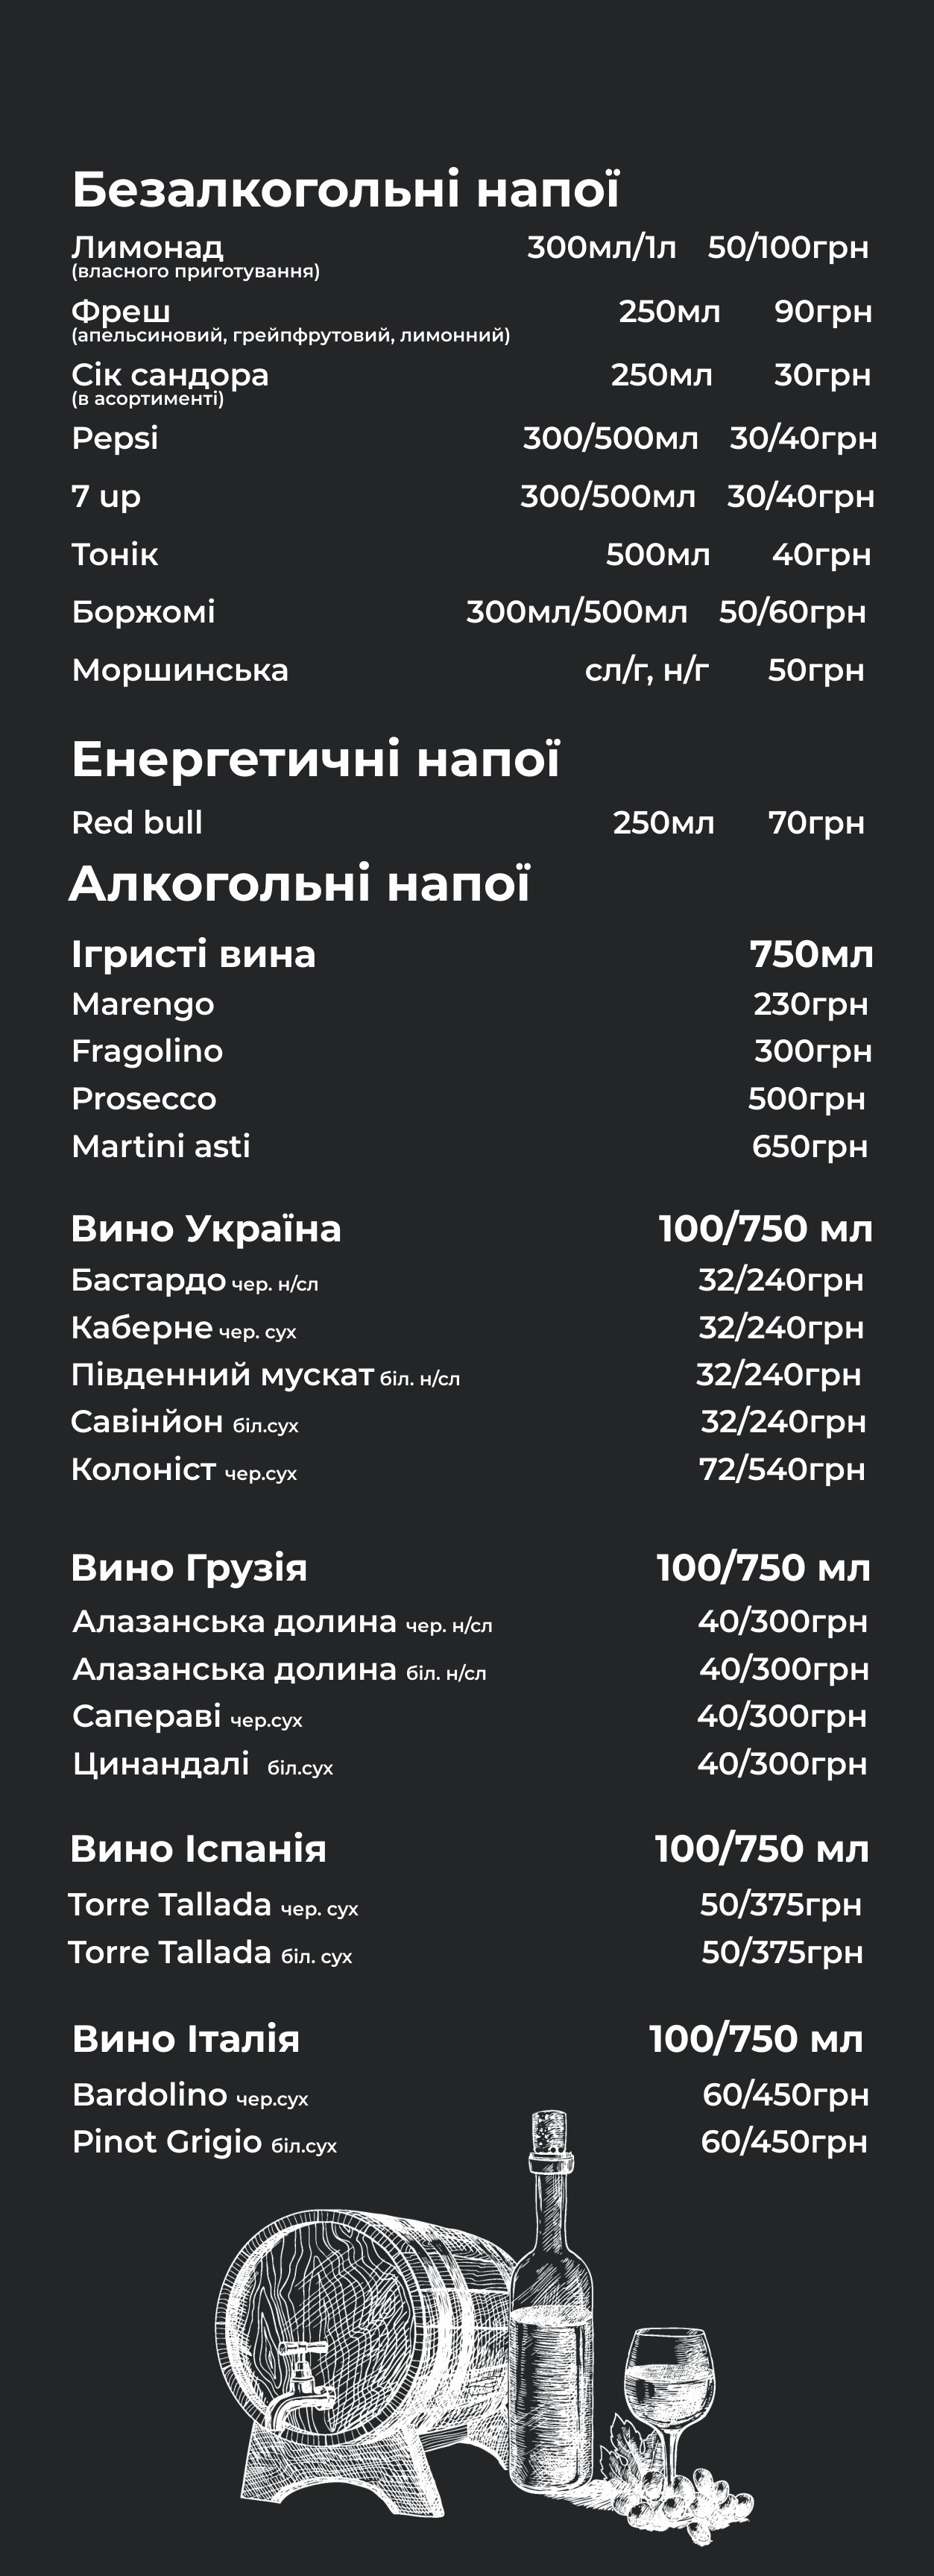 Безалкогольні напої
Лимонад 300мл/1л 50/100грн
(власного приготування)
Фреш 250мл 90грн
(апельсиновий, грейпфрутовий, лимонний)
Сік сандора 250мл 30грн
(в асортименті)
Pepsi 300/500мл 30/40грн
7 up 300/500мл 30/40грн
Тонік 500мл 40грн
Боржомі 300мл/500мл 50/60грн
Моршинська сл/г, н/г 50грн
Енергетичні напої
Red bull 250мл 70грн
Алкогольні напої
Ігристі вина 750мл
Marengo 230грн
Fragolino 300грн
Prosecco 500грн
Martini asti 650грн
Вино Україна 100/750 мл
Бастардо чер. н/сл 32/240грн
Каберне чер. сух 32/240грн
Південний мускат біл. н/сл 32/240грн
Савінйон біл.сух 32/240грн
Колоніст чер.сух 72/540грн
Вино Грузія 100/750 мл
Алазанська долина чер. н/сл 40/300грн
Алазанська долина біл. н/сл 40/300грн
Сапераві чер.сух 40/300грн
Цинандалі біл.сух 40/300грн
Вино Іспанія 100/750 мл
Torre Tallada чер. сух 50/375грн
Torre Tallada біл. сух 50/375грн
Вино Італія 100/750 мл
Bardolino чер.сух 60/450грн
Pinot Grigio біл.сух 60/450грн